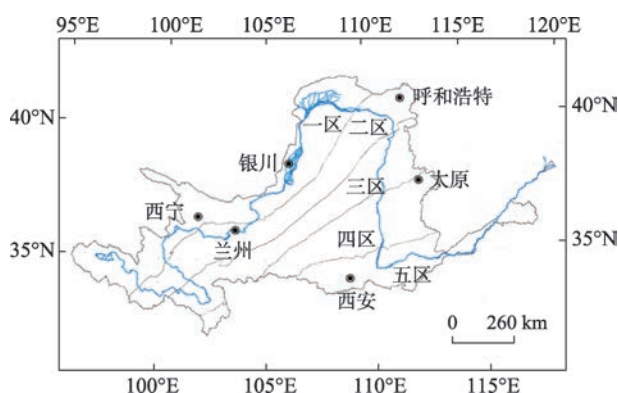 95°E 100°E 105°E 110°E 115°E 120°E
40°N 呼和浩特 40°N
一区 二区
银川
三区 太原
西宁
35°N 兰州 四区 35°N
五区
西安
0 260 km
100°E 105°E 110°E 115°E